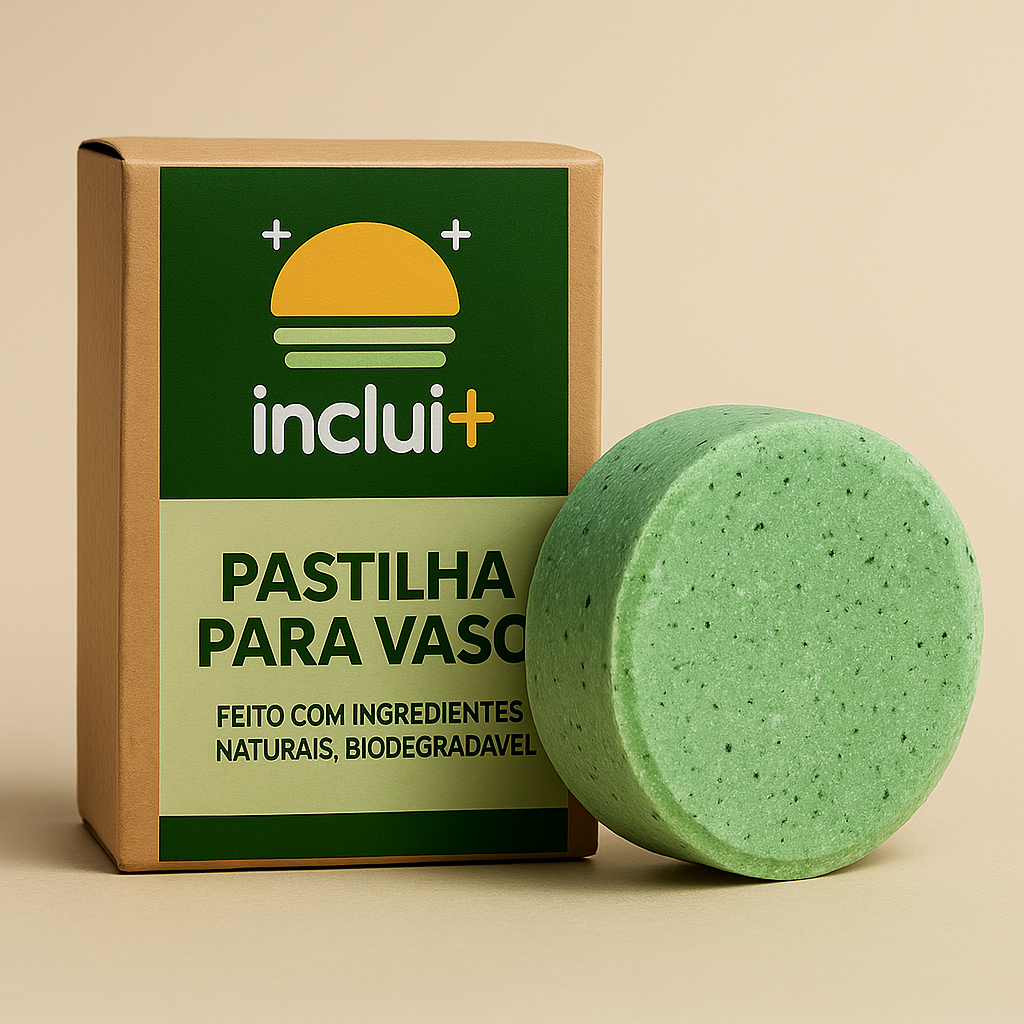 inclui+
PASTILHA
PARA VASO
FEITO COM INGREDIENTES
NATURAIS, BIODEGRADAVEL